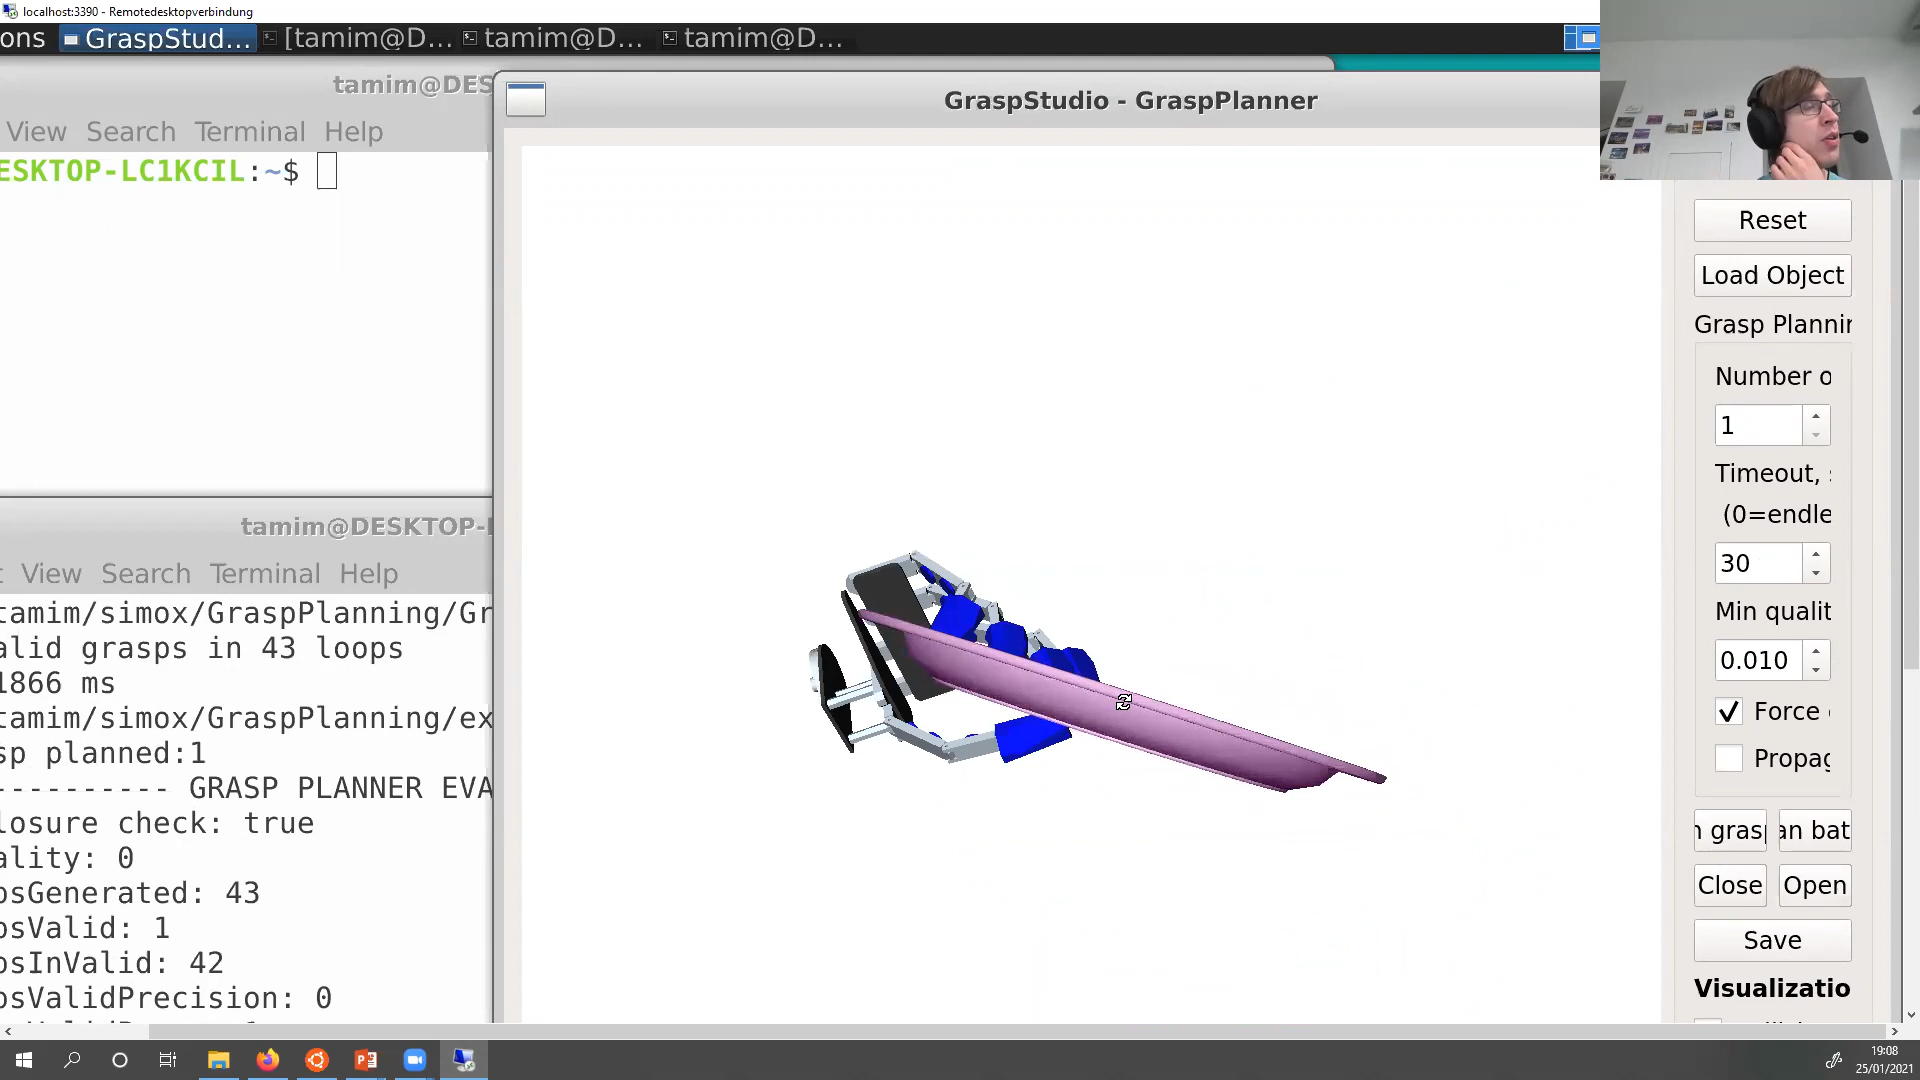 localhost:3390 - Remotedesktopverbindung
ons GraspStud... [tamim@D... tamim@D... tamim@D...
tamim@DES
View Search Terminal Help
ESKTOP-LC1KCIL:~$
tamim@DESKTOP-L
View Search Terminal Help
tamim/simox/GraspPlanning/Gr
alid grasps in 43 loops
1866 ms
tamim/simox/GraspPlanning/ex
sp planned:1
---------- GRASP PLANNER EVA
losure check: true
ality: 0
osGenerated: 43
osValid: 1
osInValid: 42
osValidPrecision: 0
GraspStudio - GraspPlanner
Reset
Load Object
Grasp Plannin
Number o
1
Timeout, s
(0=endle
30
Min qualit
0.010
Force
Propag
n grasp an bat
Close Open
Save
Visualizatio
19:08
25/01/2021